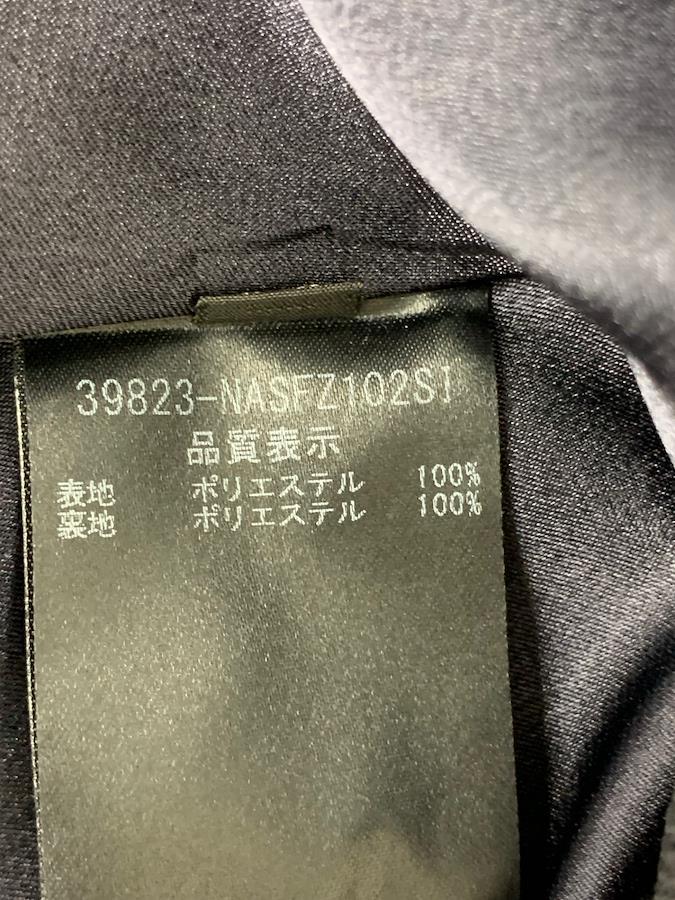 39823-NASFZ102SI
品質表示
表地 ポリエステル 100%
裏地 ポリエステル 100%